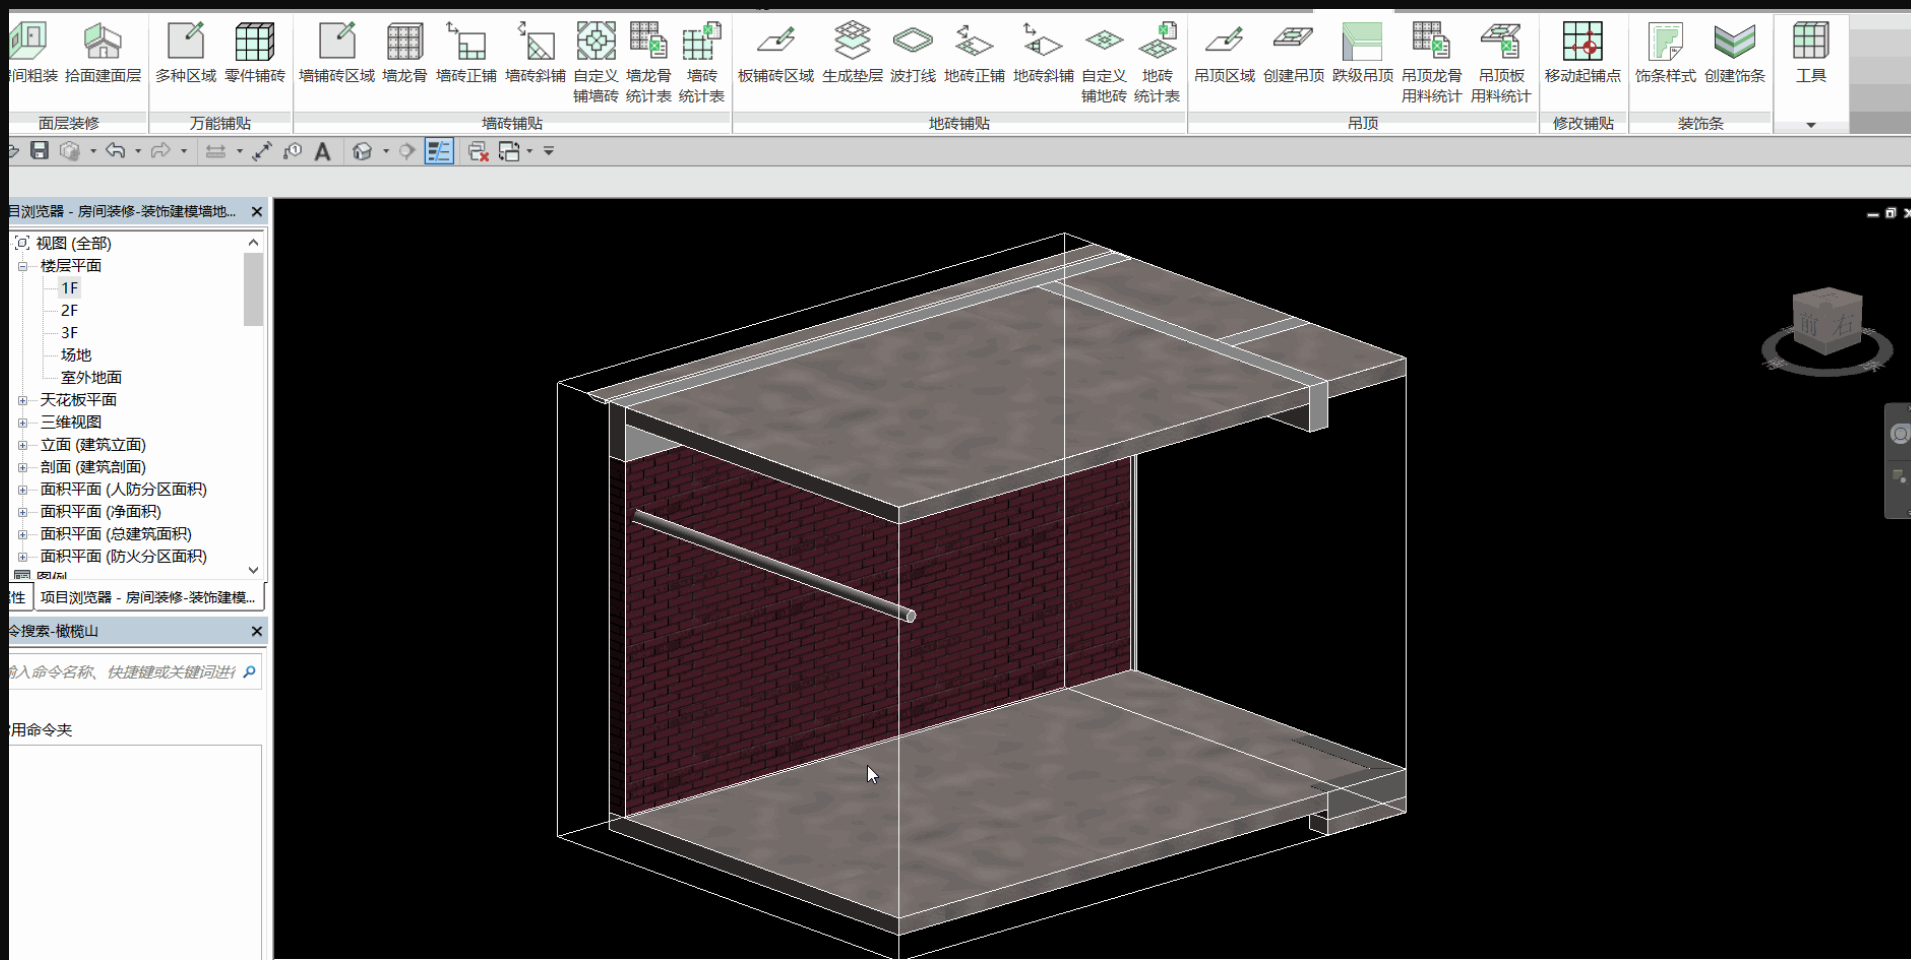 间粗装 拾面建面层 多种区域 零件铺砖 墙铺砖区域 墙龙骨 墙砖正铺 墙砖斜铺 自定义铺墙砖 墙龙骨统计表 墙砖统计表 板铺砖区域 生成垫层 波打线 地砖正铺 地砖斜铺 自定义铺地砖 地砖统计表 吊顶区域 创建吊顶 跌级吊顶 吊顶龙骨用料统计 吊顶板用料统计 移动起铺点 饰条样式 创建饰条 工具
面层装修 万能铺贴 墙砖铺贴 地砖铺贴 吊顶 修改铺贴 装饰条
A
目浏览器 - 房间装修-装饰建模墙地...
视图 (全部)
楼层平面
1F
2F
3F
场地
室外地面
天花板平面
三维视图
立面 (建筑立面)
剖面 (建筑剖面)
面积平面 (人防分区面积)
面积平面 (净面积)
面积平面 (总建筑面积)
面积平面 (防火分区面积)
图例
性 项目浏览器 - 房间装修-装饰建模...
令搜索-橄榄山
输入命令名称、快捷键或关键词进行
用命令夹
前 右